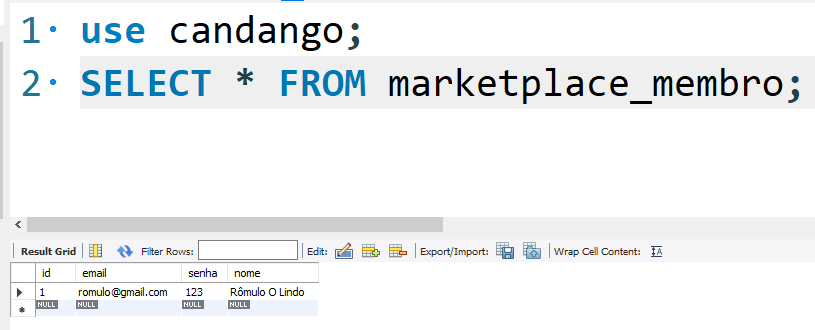 1 use candango;
2 SELECT * FROM marketplace_membro;
Result Grid Filter Rows: Edit: Export/Import: Wrap Cell Content: IA
id email senha nome
1 romulo@gmail.com 123 Rômulo O Lindo
NULL NULL NULL NULL